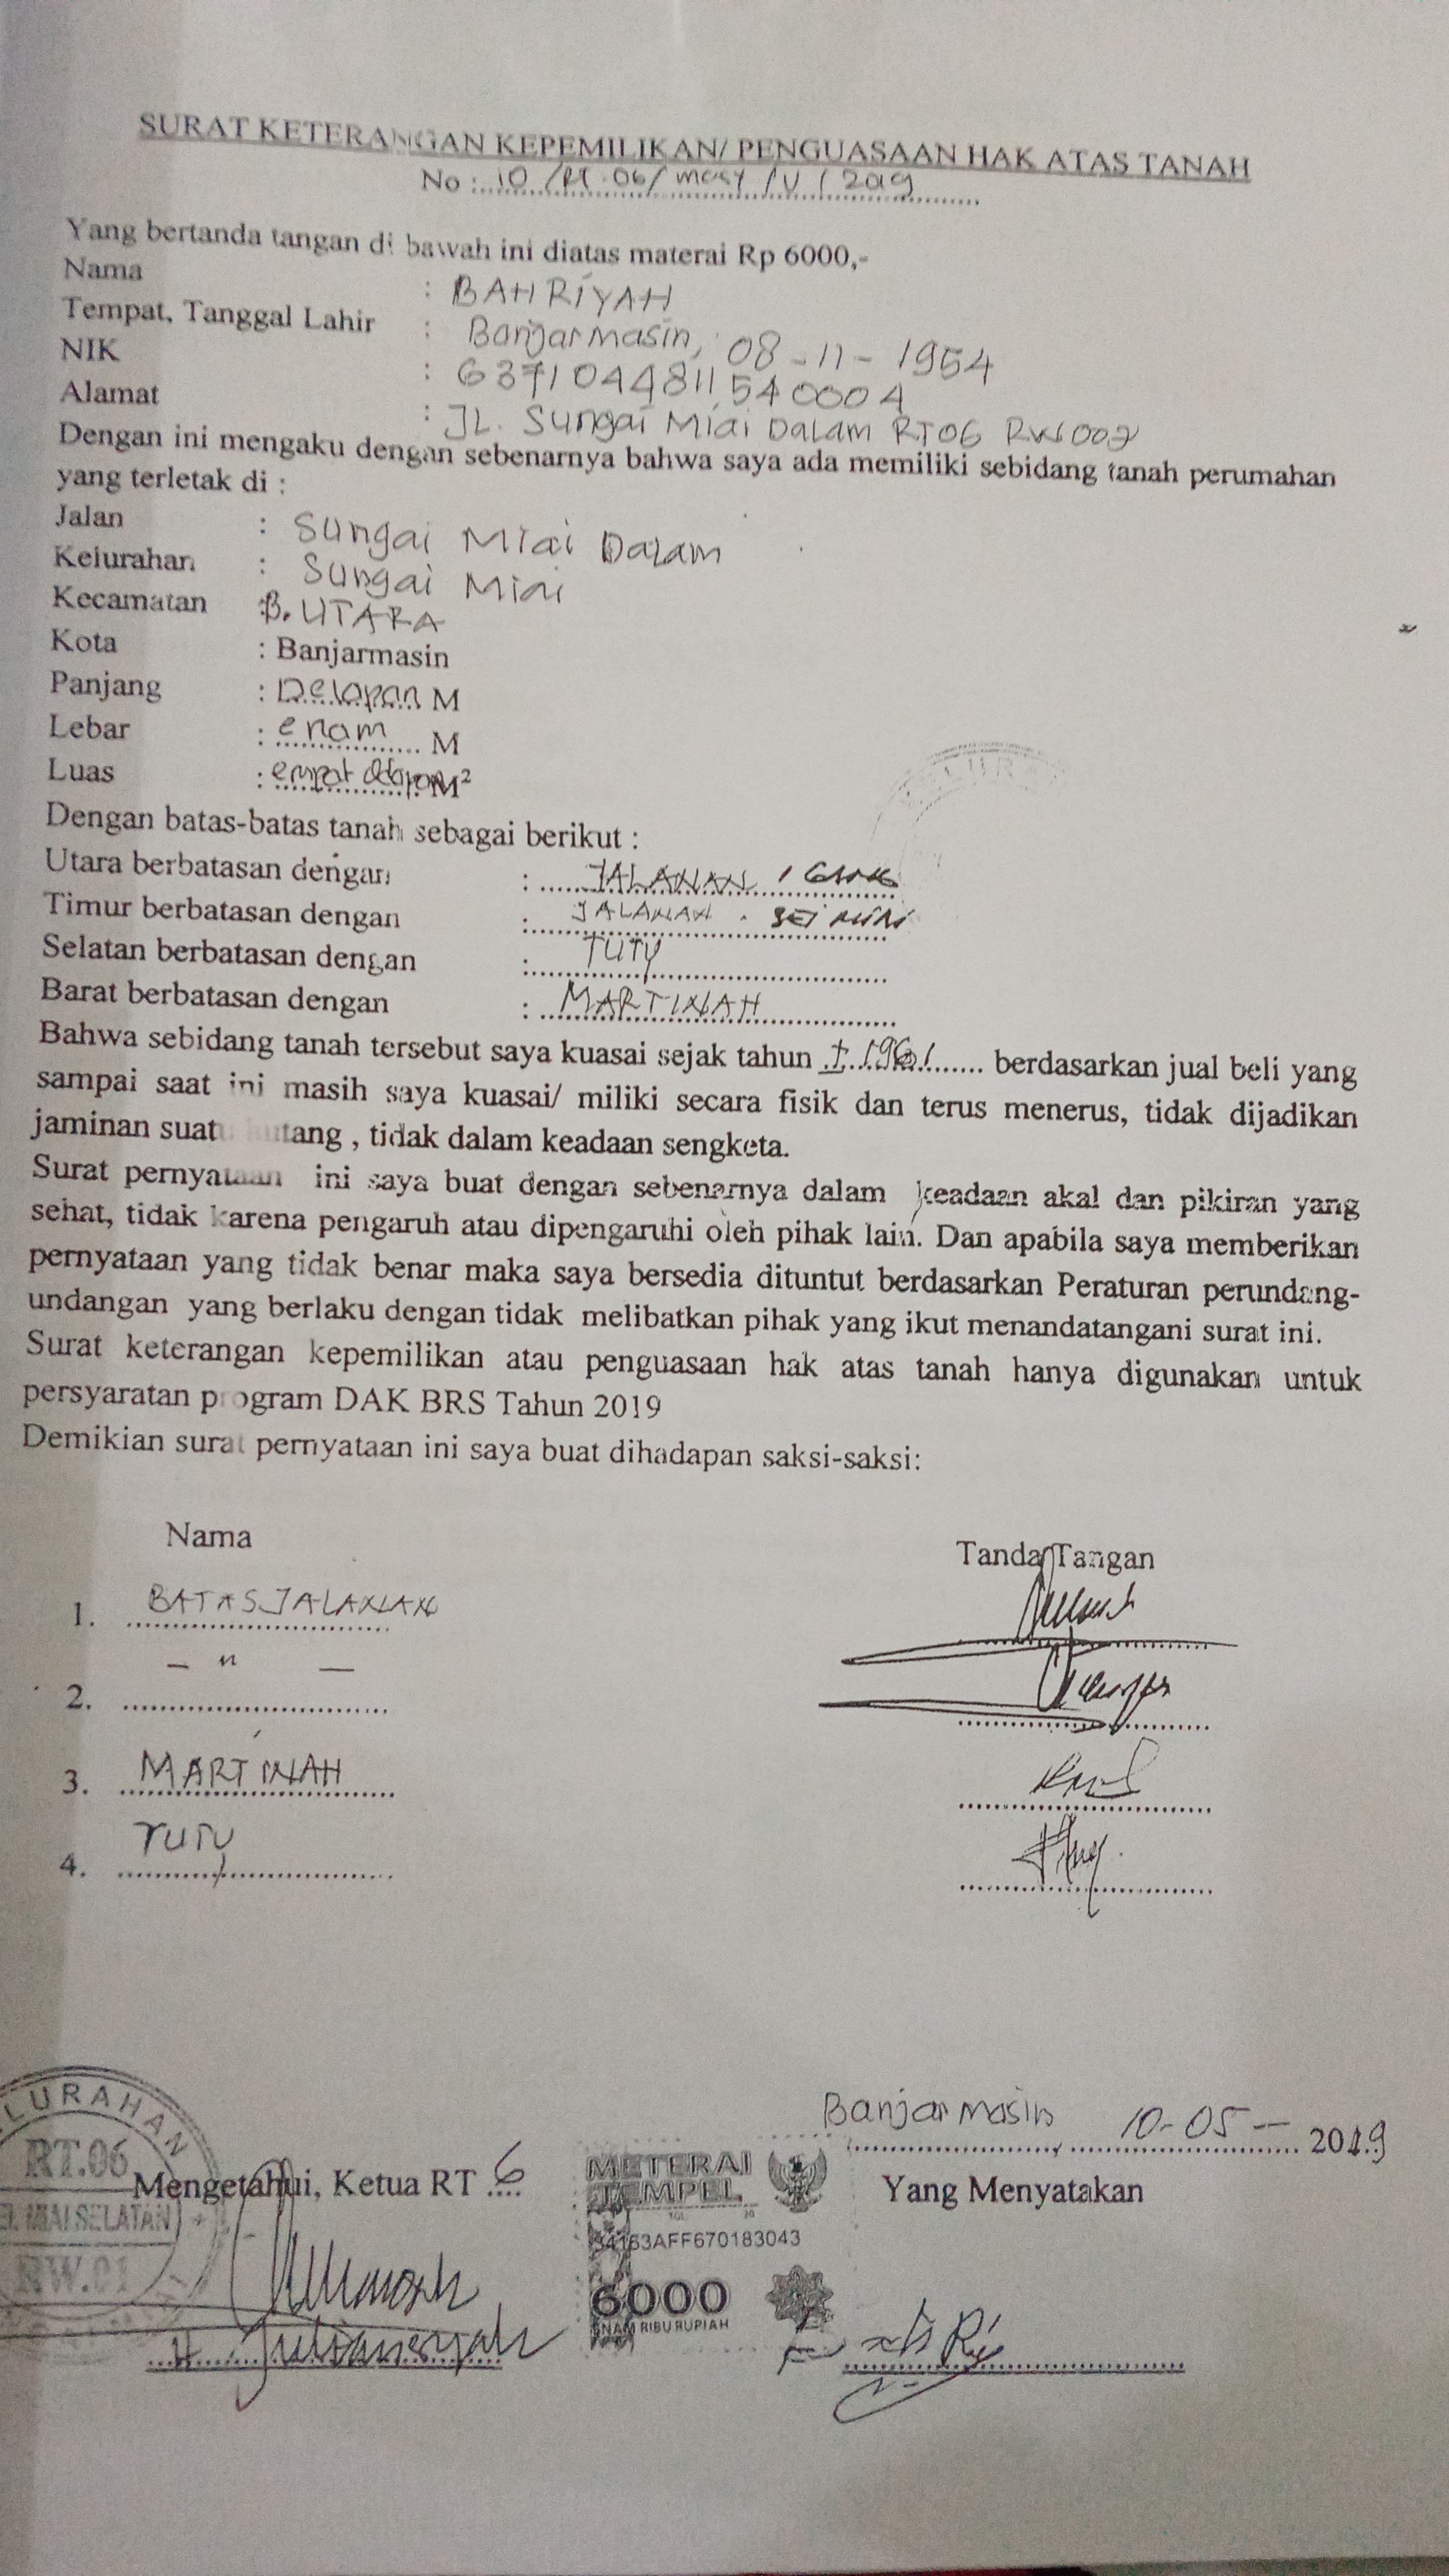 SURAT KETERANGAN KEPEMILIKAN/ PENGUASAAN HAK ATAS TANAH
No : 10 /Rt. 06/ mesy /V / 2019
Yang bertanda tangan di bawah ini diatas materai Rp 6000,-
Nama : BAHRIYAH
Tempat, Tanggal Lahir : Banjarmasin, 08 - 11 - 1954
NIK : 6371044811540004
Alamat : JL. Sungai Miai Dalam RT06 RW002
Dengan ini mengaku dengan sebenarnya bahwa saya ada memiliki sebidang tanah perumahan
yang terletak di :
Jalan : Sungai Miai Dalam
Kelurahan : Sungai Miai
Kecamatan : B. UTARA
Kota : Banjarmasin
Panjang : Delapan M
Lebar : enam M
Luas : empat delapan M²
Dengan batas-batas tanah sebagai berikut :
Utara berbatasan dengan : JALANAN / GANG
Timur berbatasan dengan : JALANAN . SEI MIAI
Selatan berbatasan dengan : TUTY
Barat berbatasan dengan : MARTINAH
Bahwa sebidang tanah tersebut saya kuasai sejak tahun ± 1961 berdasarkan jual beli yang
sampai saat ini masih saya kuasai/ miliki secara fisik dan terus menerus, tidak dijadikan
jaminan suatu hutang , tidak dalam keadaan sengketa.
Surat pernyataan ini saya buat dengan sebenarnya dalam keadaan akal dan pikiran yang
sehat, tidak karena pengaruh atau dipengaruhi oleh pihak lain. Dan apabila saya memberikan
pernyataan yang tidak benar maka saya bersedia dituntut berdasarkan Peraturan perundang-
undangan yang berlaku dengan tidak melibatkan pihak yang ikut menandatangani surat ini.
Surat keterangan kepemilikan atau penguasaan hak atas tanah hanya digunakan untuk
persyaratan program DAK BRS Tahun 2019
Demikian surat pernyataan ini saya buat dihadapan saksi-saksi:
Nama Tanda Tangan
1. BATAS JALANAN
2. — " —
3. MARTINAH
4. TUTY
Banjarmasin 10-05 - 2019
LURAHAN
RT.06
MIAI SELATAN
RW.01
Mengetahui, Ketua RT 6
METERAI
TEMPEL
AFF670183043
6000
ENAM RIBU RUPIAH
Yang Menyatakan